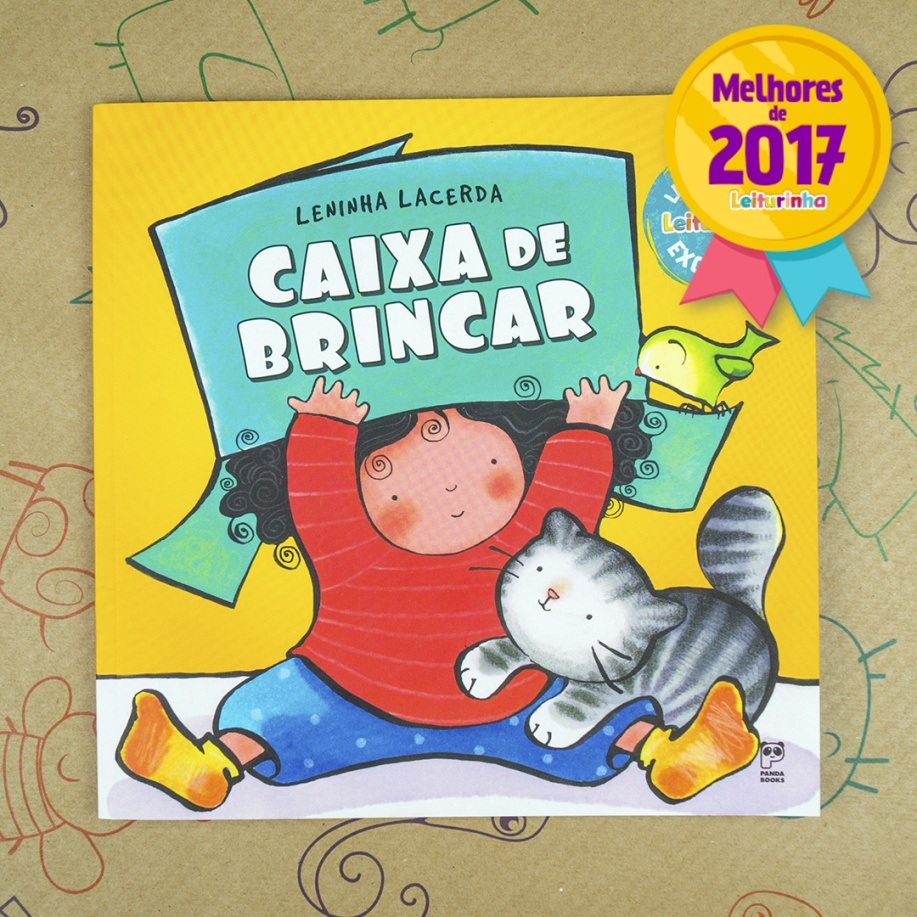 Melhores
de
2017
Leiturinha
LENINHA LACERDA
CAIXA DE
BRINCAR
PANDA
BOOKS